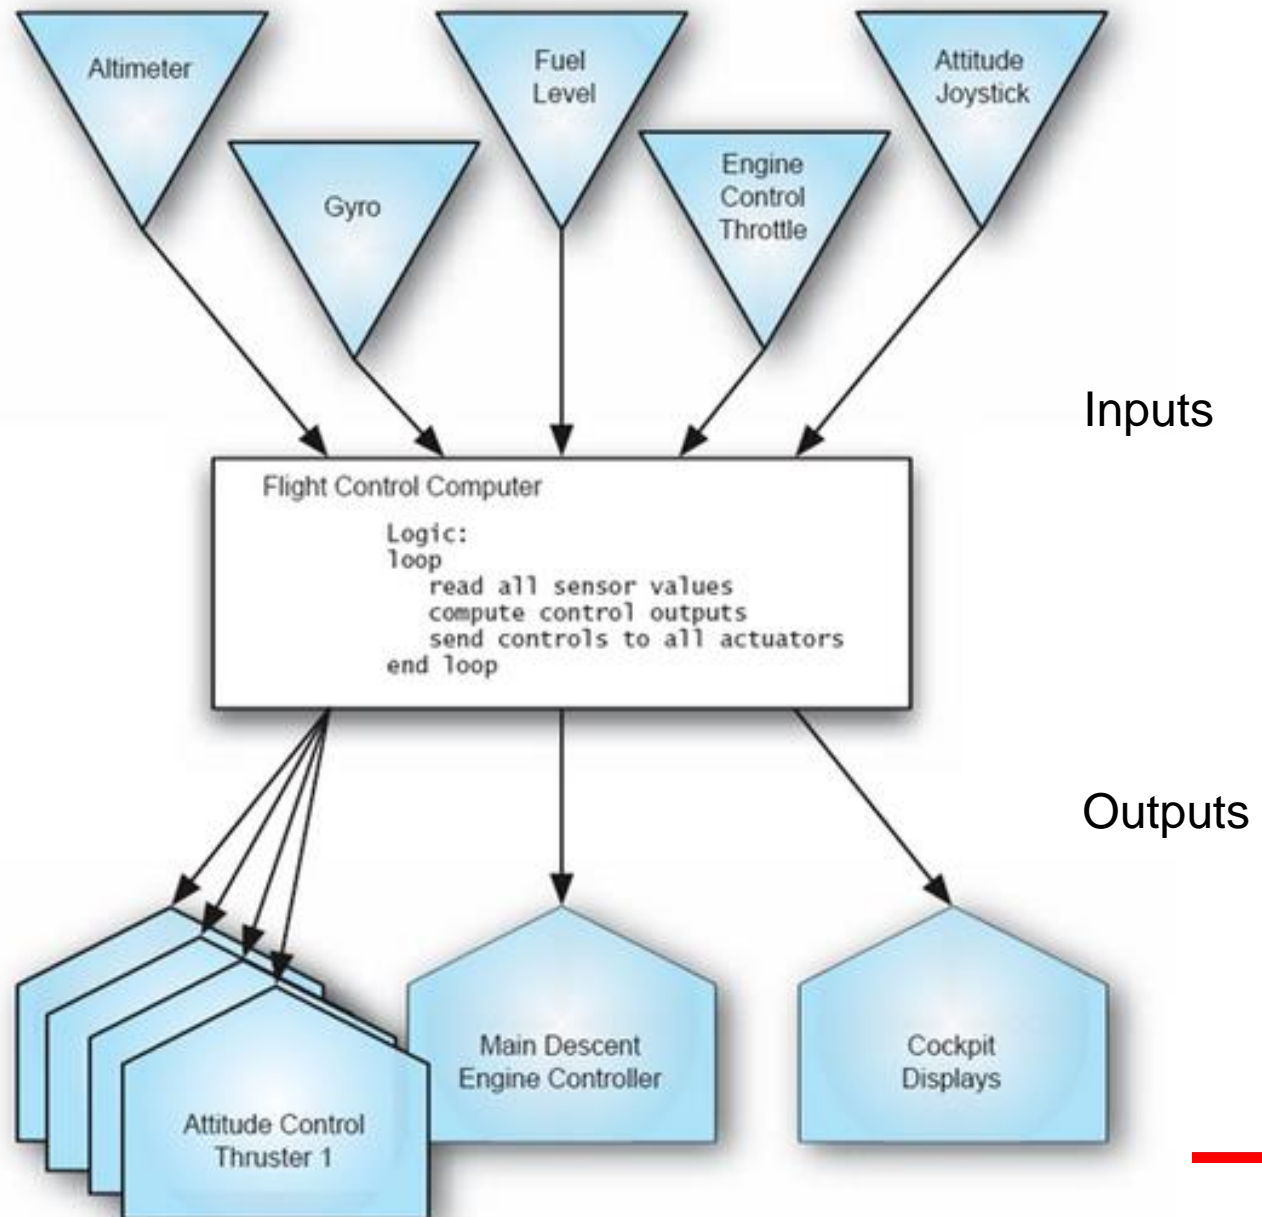 Altimeter
Fuel
Level
Attitude
Joystick
Gyro
Engine
Control
Throttle
Inputs
Flight Control Computer
Logic:
loop
read all sensor values
compute control outputs
send controls to all actuators
end loop
Outputs
Attitude Control
Thruster 1
Main Descent
Engine Controller
Cockpit
Displays